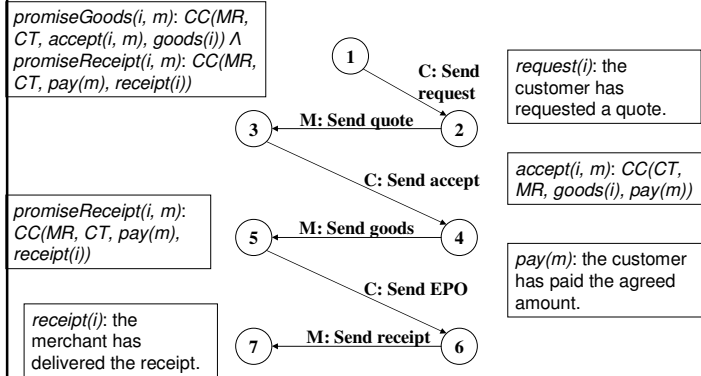 promiseGoods(i, m): CC(MR,
CT, accept(i, m), goods(i)) Λ
promiseReceipt(i, m): CC(MR,
CT, pay(m), receipt(i))
1
C: Send
request
request(i): the
customer has
requested a quote.
3
M: Send quote
2
C: Send accept
accept(i, m): CC(CT,
MR, goods(i), pay(m))
promiseReceipt(i, m):
CC(MR, CT, pay(m),
receipt(i))
5
M: Send goods
4
C: Send EPO
pay(m): the customer
has paid the agreed
amount.
receipt(i): the
merchant has
delivered the receipt.
7
M: Send receipt
6